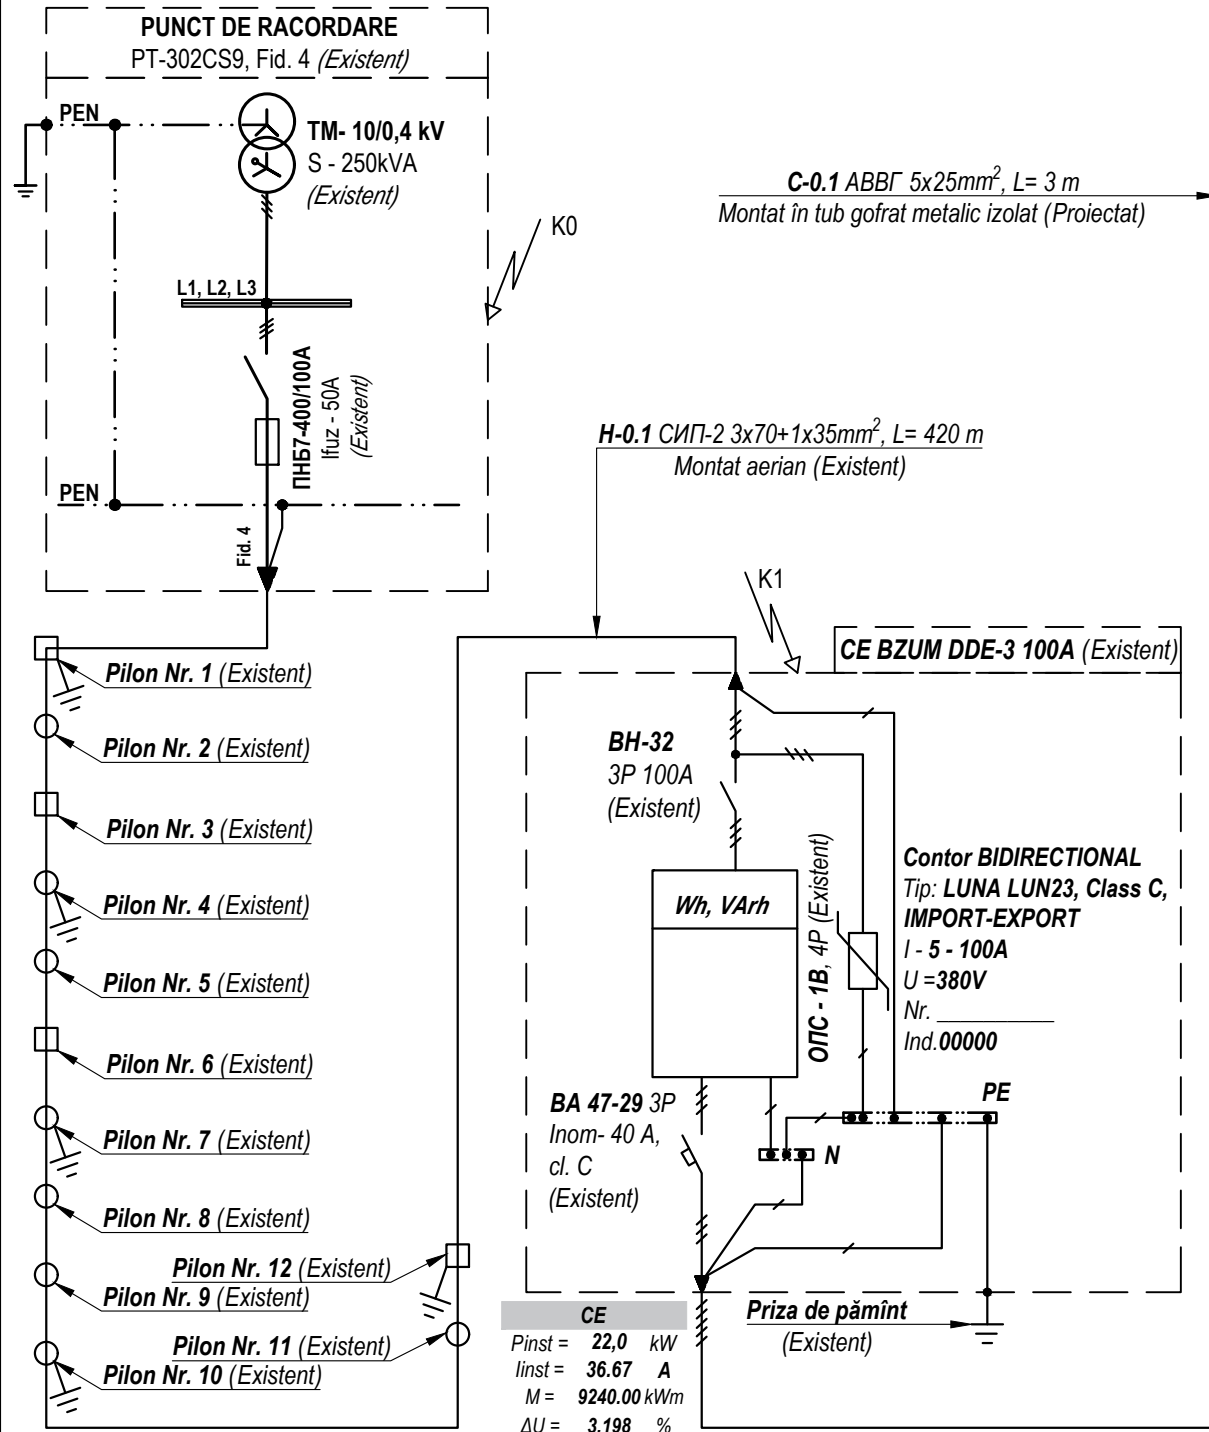 PUNCT DE RACORDARE
PT-302CS9, Fid. 4 (Existent)
PEN
TM- 10/0,4 kV
S - 250kVA
(Existent)
K0
C-0.1 АВВГ 5x25mm², L= 3 m
Montat în tub gofrat metalic izolat (Proiectat)
L1, L2, L3
ПНБ7-400/100A
Ifuz - 50A
(Existent)
PEN
Fid. 4
H-0.1 СИП-2 3x70+1x35mm², L= 420 m
Montat aerian (Existent)
K1
CE BZUM DDE-3 100A (Existent)
Pilon Nr. 1 (Existent)
Pilon Nr. 2 (Existent)
Pilon Nr. 3 (Existent)
Pilon Nr. 4 (Existent)
Pilon Nr. 5 (Existent)
Pilon Nr. 6 (Existent)
Pilon Nr. 7 (Existent)
Pilon Nr. 8 (Existent)
Pilon Nr. 12 (Existent)
Pilon Nr. 9 (Existent)
Pilon Nr. 11 (Existent)
Pilon Nr. 10 (Existent)
ВН-32
3P 100A
(Existent)
Wh, VArh
ОПС - 1В, 4P (Existent)
Contor BIDIRECTIONAL
Tip: LUNA LUN23, Class C,
IMPORT-EXPORT
I - 5 - 100A
U =380V
Nr. __________
Ind.00000
PE
BA 47-29 3P
Inom- 40 A,
cl. C
(Existent)
N
Priza de pămînt
(Existent)
CE
Pinst = 22,0 kW
Iinst = 36.67 A
M = 9240.00 kWm
ΔU = 3.198 %